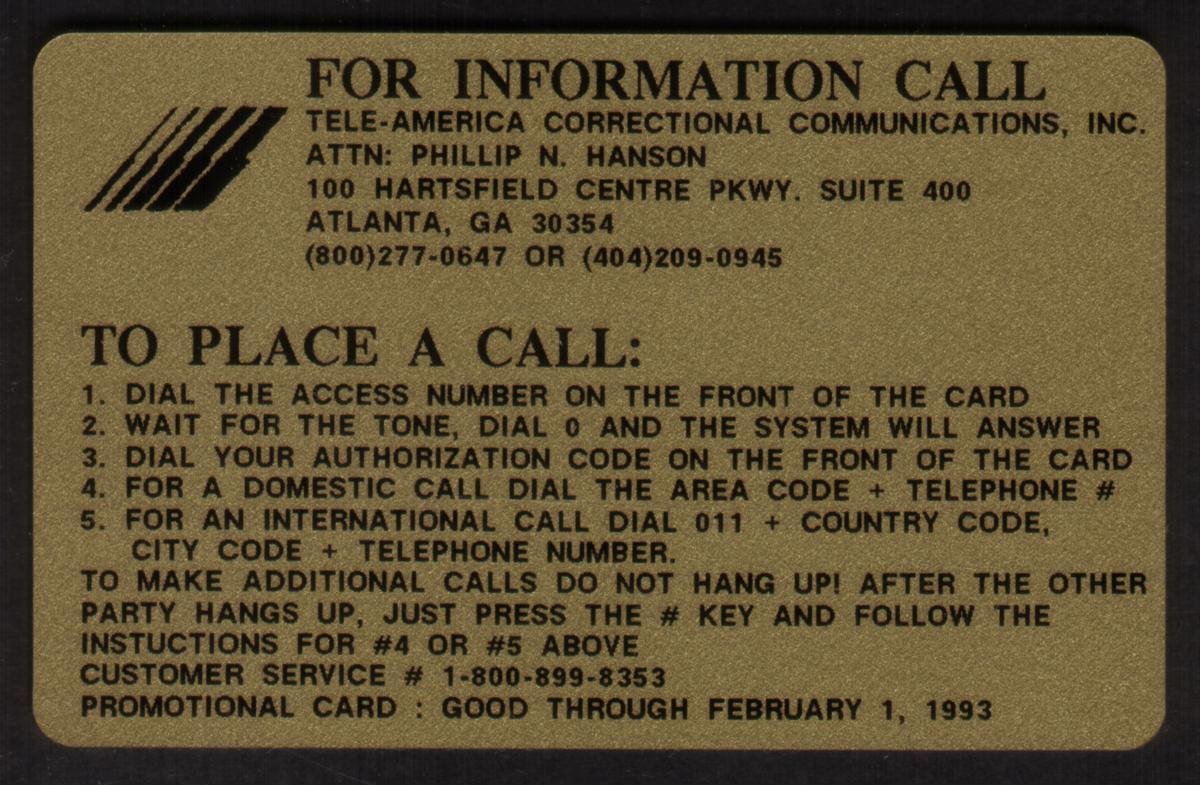 FOR INFORMATION CALL
TELE-AMERICA CORRECTIONAL COMMUNICATIONS, INC.
ATTN: PHILLIP N. HANSON
100 HARTSFIELD CENTRE PKWY. SUITE 400
ATLANTA, GA 30354
(800)277-0647 OR (404)209-0945
TO PLACE A CALL:
1. DIAL THE ACCESS NUMBER ON THE FRONT OF THE CARD
2. WAIT FOR THE TONE, DIAL 0 AND THE SYSTEM WILL ANSWER
3. DIAL YOUR AUTHORIZATION CODE ON THE FRONT OF THE CARD
4. FOR A DOMESTIC CALL DIAL THE AREA CODE + TELEPHONE #
5. FOR AN INTERNATIONAL CALL DIAL 011 + COUNTRY CODE,
CITY CODE + TELEPHONE NUMBER.
TO MAKE ADDITIONAL CALLS DO NOT HANG UP! AFTER THE OTHER
PARTY HANGS UP, JUST PRESS THE # KEY AND FOLLOW THE
INSTUCTIONS FOR #4 OR #5 ABOVE
CUSTOMER SERVICE # 1-800-899-8353
PROMOTIONAL CARD : GOOD THROUGH FEBRUARY 1, 1993